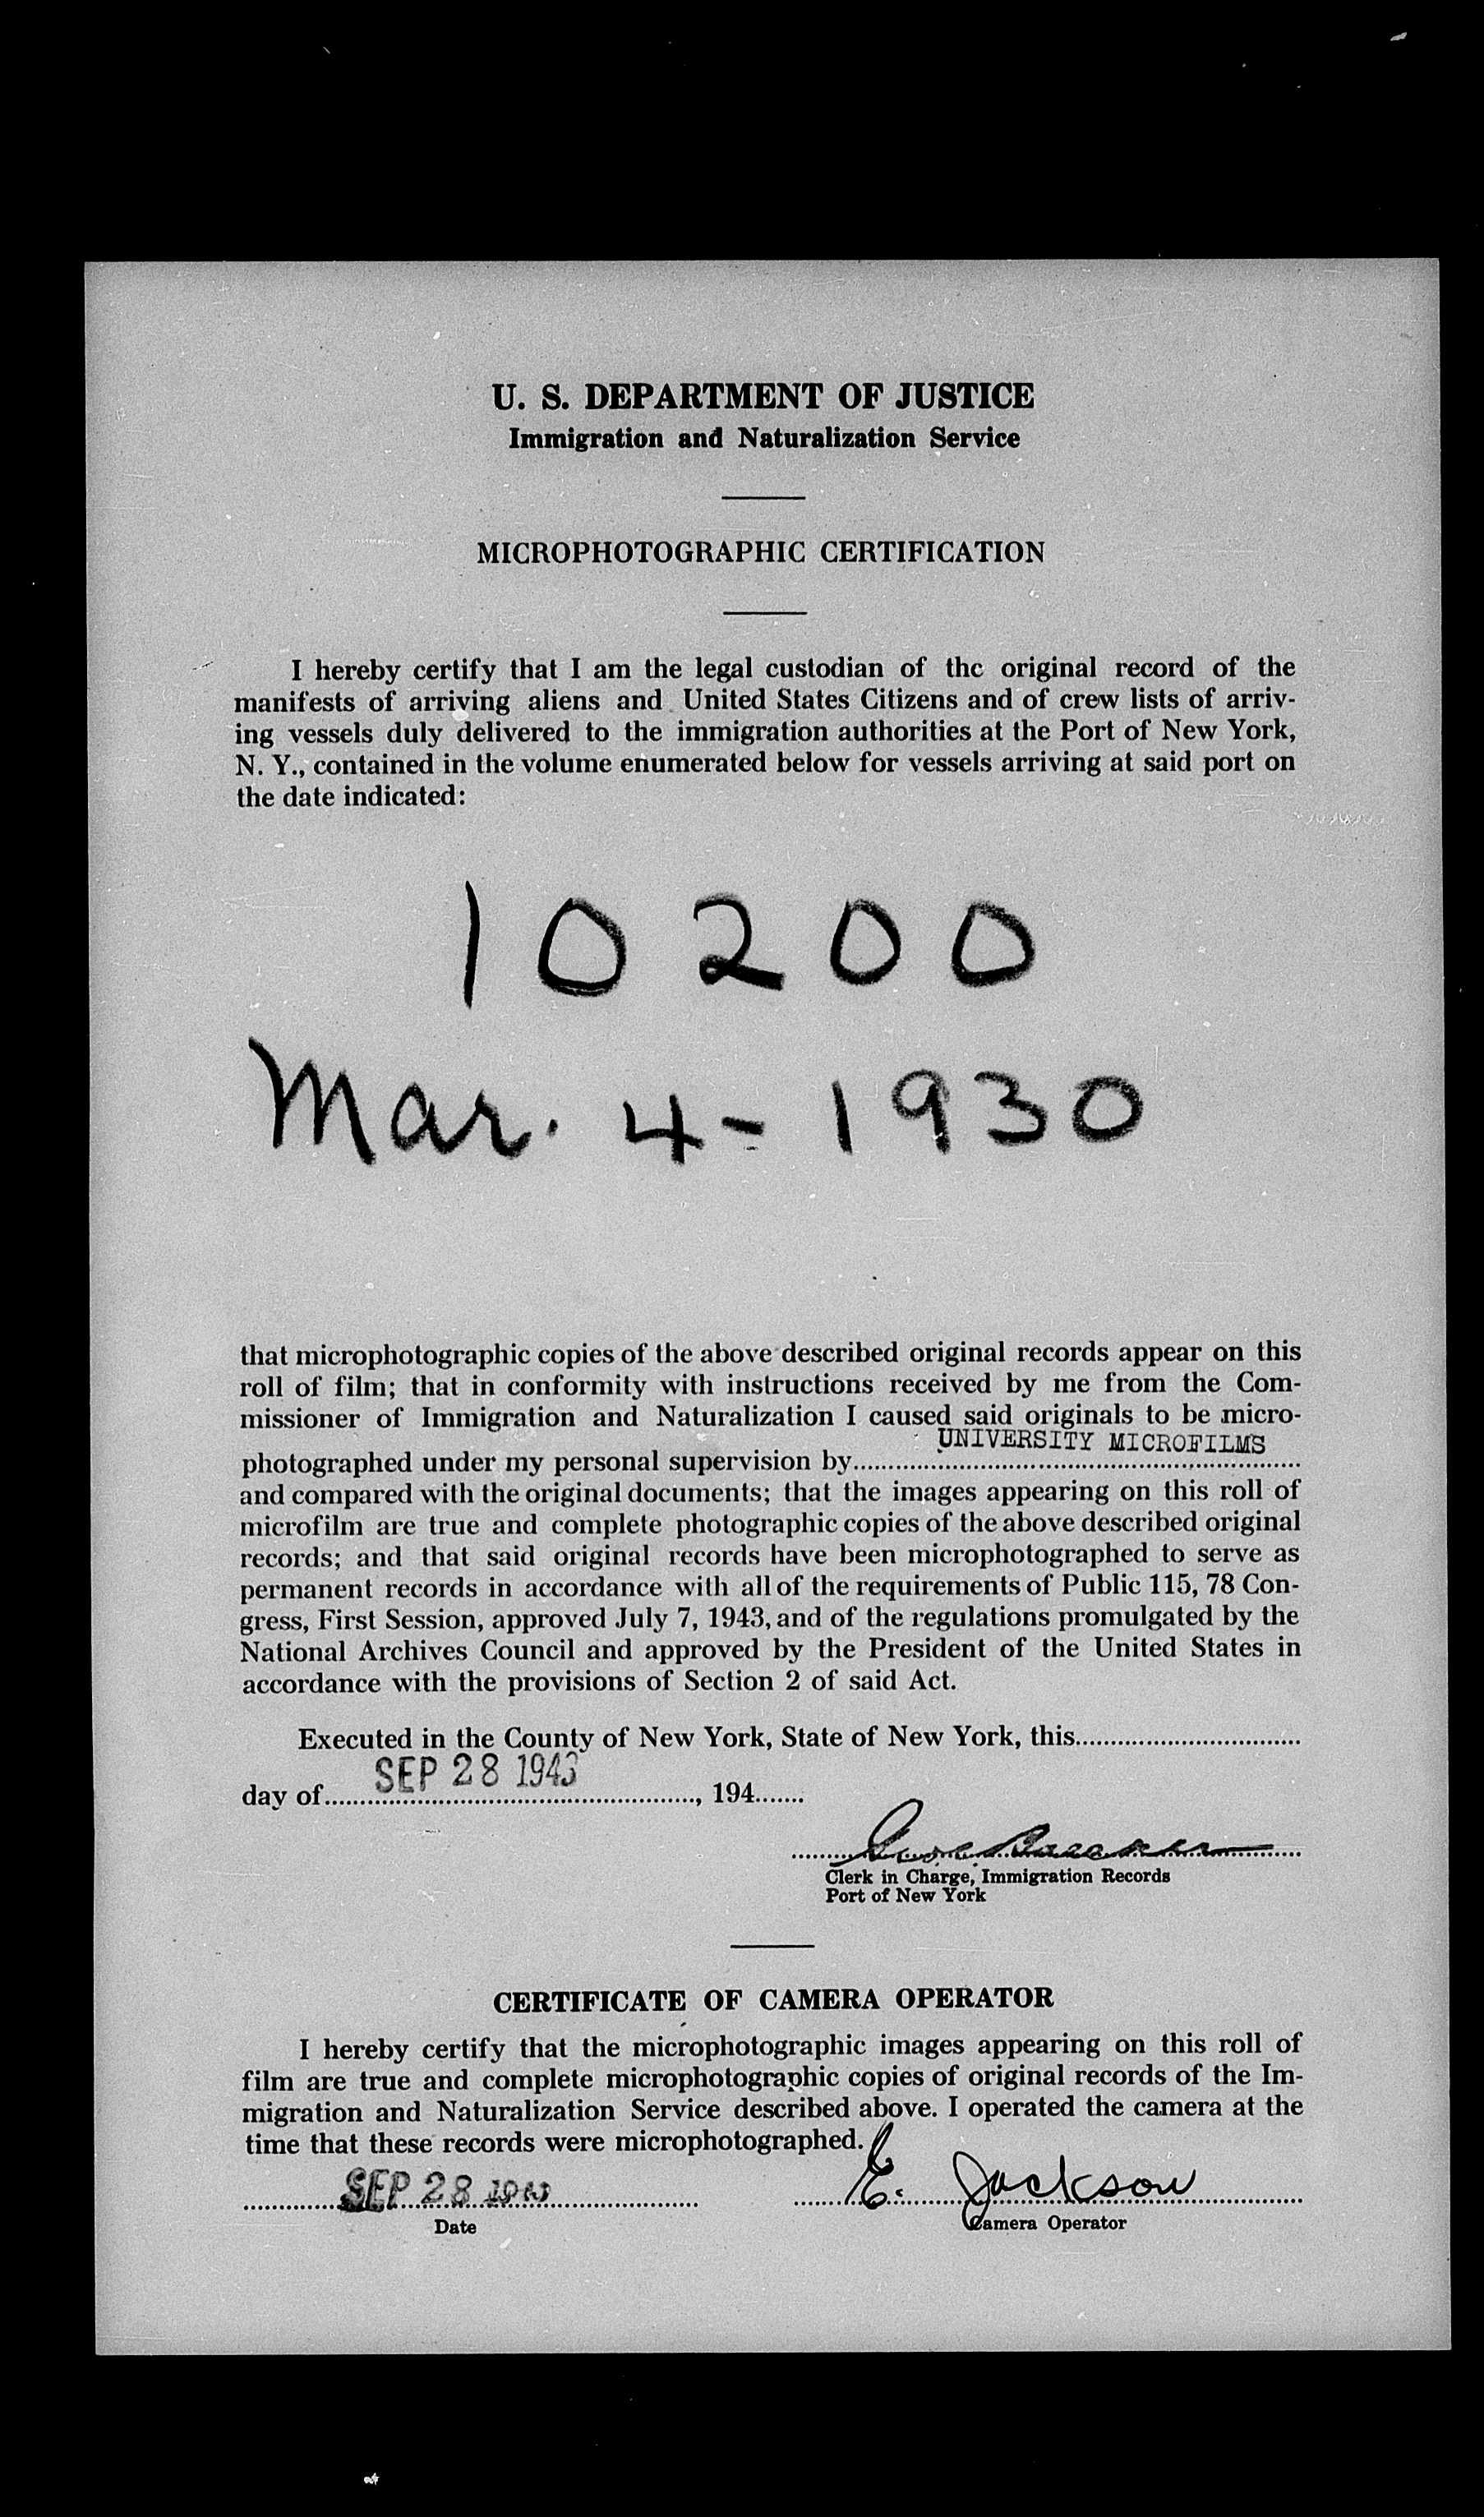 U. S. DEPARTMENT OF JUSTICE
Immigration and Naturalization Service
MICROPHOTOGRAPHIC CERTIFICATION
I hereby certify that I am the legal custodian of the original record of the
manifests of arriving aliens and United States Citizens and of crew lists of arriv-
ing vessels duly delivered to the immigration authorities at the Port of New York,
N. Y., contained in the volume enumerated below for vessels arriving at said port on
the date indicated:
10200
Mar. 4 - 1930
that microphotographic copies of the above described original records appear on this
roll of film; that in conformity with instructions received by me from the Com-
missioner of Immigration and Naturalization I caused said originals to be micro-
UNIVERSITY MICROFILMS
photographed under my personal supervision by
and compared with the original documents; that the images appearing on this roll of
microfilm are true and complete photographic copies of the above described original
records; and that said original records have been microphotographed to serve as
permanent records in accordance with all of the requirements of Public 115, 78 Con-
gress, First Session, approved July 7, 1943, and of the regulations promulgated by the
National Archives Council and approved by the President of the United States in
accordance with the provisions of Section 2 of said Act.
Executed in the County of New York, State of New York, this
SEP 28 1943
day of , 194
Clerk in Charge, Immigration Records
Port of New York
CERTIFICATE OF CAMERA OPERATOR
I hereby certify that the microphotographic images appearing on this roll of
film are true and complete microphotographic copies of original records of the Im-
migration and Naturalization Service described above. I operated the camera at the
time that these records were microphotographed.
SEP 28 1943 E. Jackson
Date Camera Operator